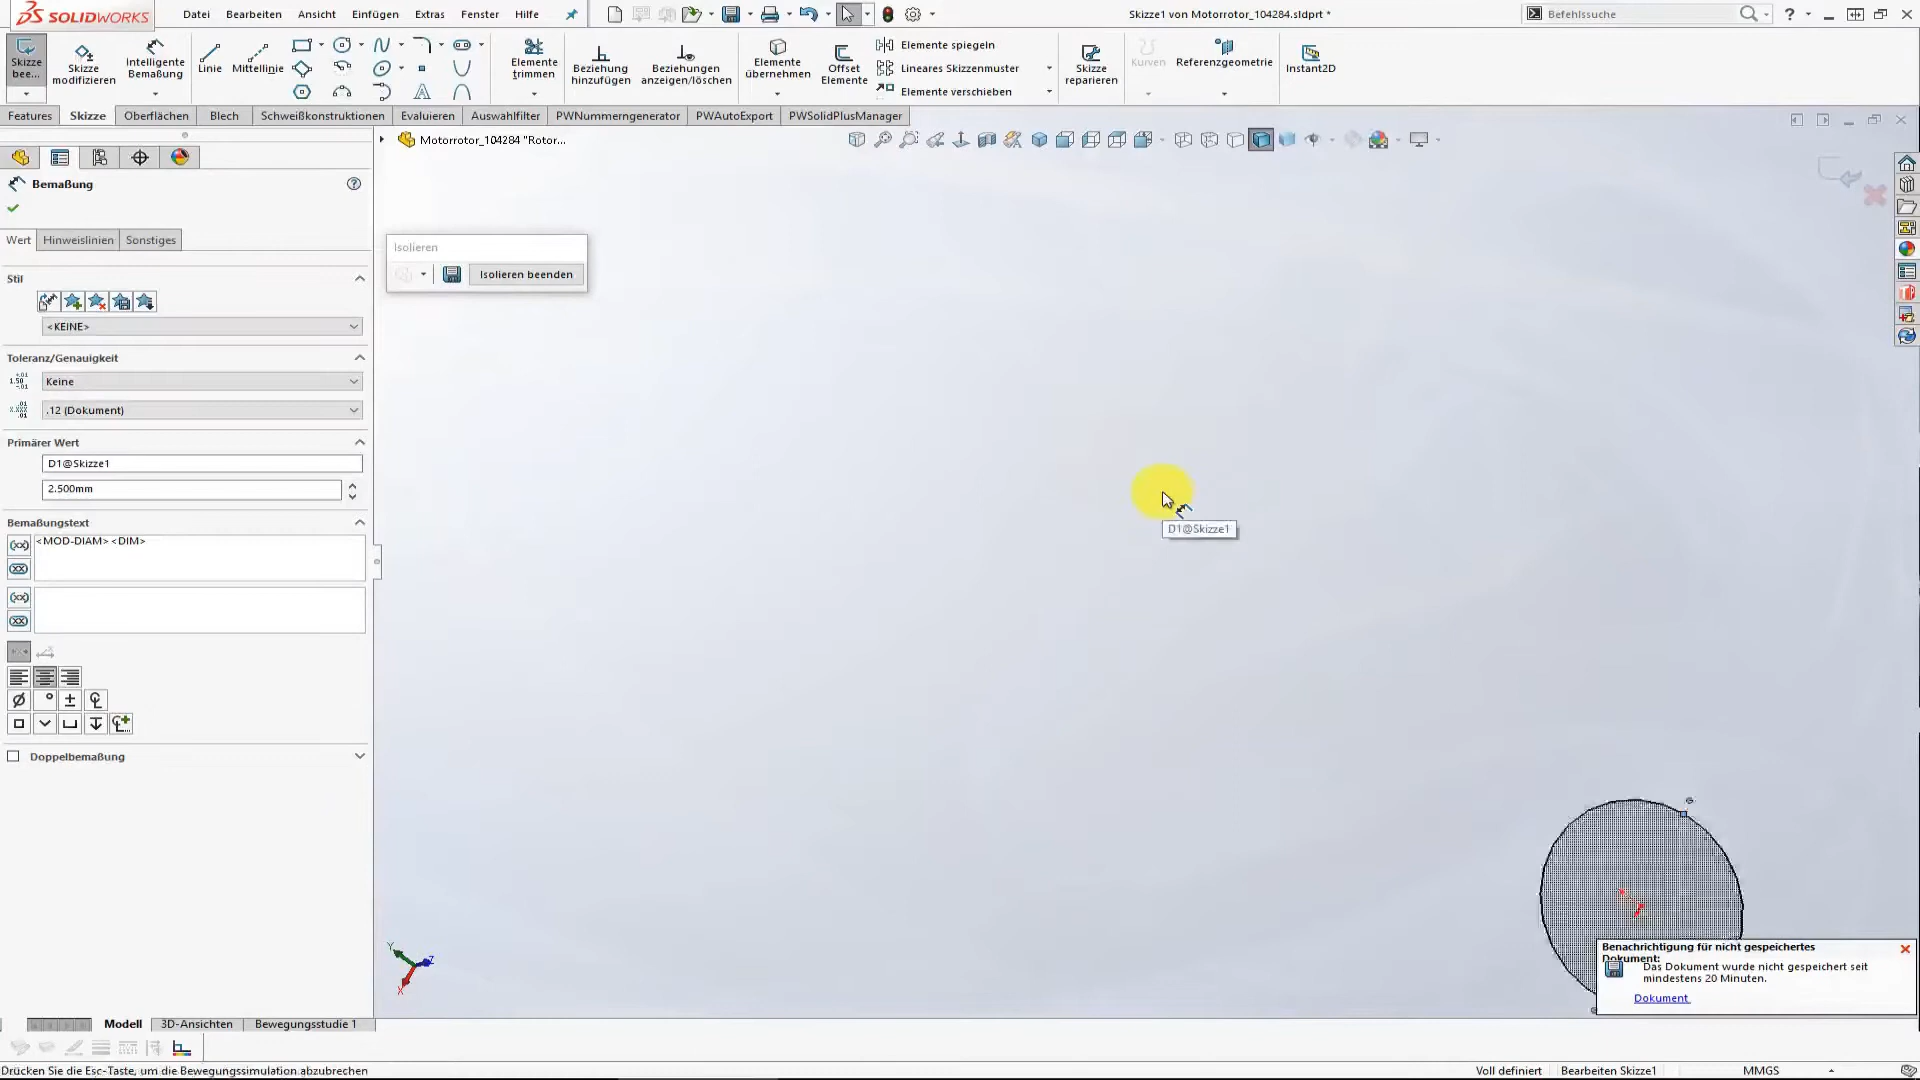 SOLIDWORKS
Datei Bearbeiten Ansicht Einfügen Extras Fenster Hilfe
Skizze1 von Motorrotor_104284.sldprt *
Befehlssuche
Skizze bee...
Skizze modifizieren
Intelligente Bemaßung
Linie
Mittellinie
Elemente trimmen
Beziehung hinzufügen
Beziehungen anzeigen/löschen
Elemente übernehmen
Offset Elemente
Elemente spiegeln
Lineares Skizzenmuster
Elemente verschieben
Skizze reparieren
Kurven
Referenzgeometrie
Instant2D
Features Skizze Oberflächen Blech Schweißkonstruktionen Evaluieren Auswahlfilter PWNummerngenerator PWAutoExport PWSolidPlusManager
Motorrotor_104284 "Rotor...
Bemaßung
Wert Hinweislinien Sonstiges
Stil
<KEINE>
Toleranz/Genauigkeit
Keine
.12 (Dokument)
Primärer Wert
D1@Skizze1
2.500mm
Bemaßungstext
<MOD-DIAM><DIM>
Doppelbemaßung
Isolieren
Isolieren beenden
D1@Skizze1
Y
Z
X
Benachrichtigung für nicht gespeichertes
Dokument:
Das Dokument wurde nicht gespeichert seit
mindestens 20 Minuten.
Dokument
Modell 3D-Ansichten Bewegungsstudie 1
Drücken Sie die Esc-Taste, um die Bewegungssimulation abzubrechen
Voll definiert Bearbeiten Skizze1 MMGS